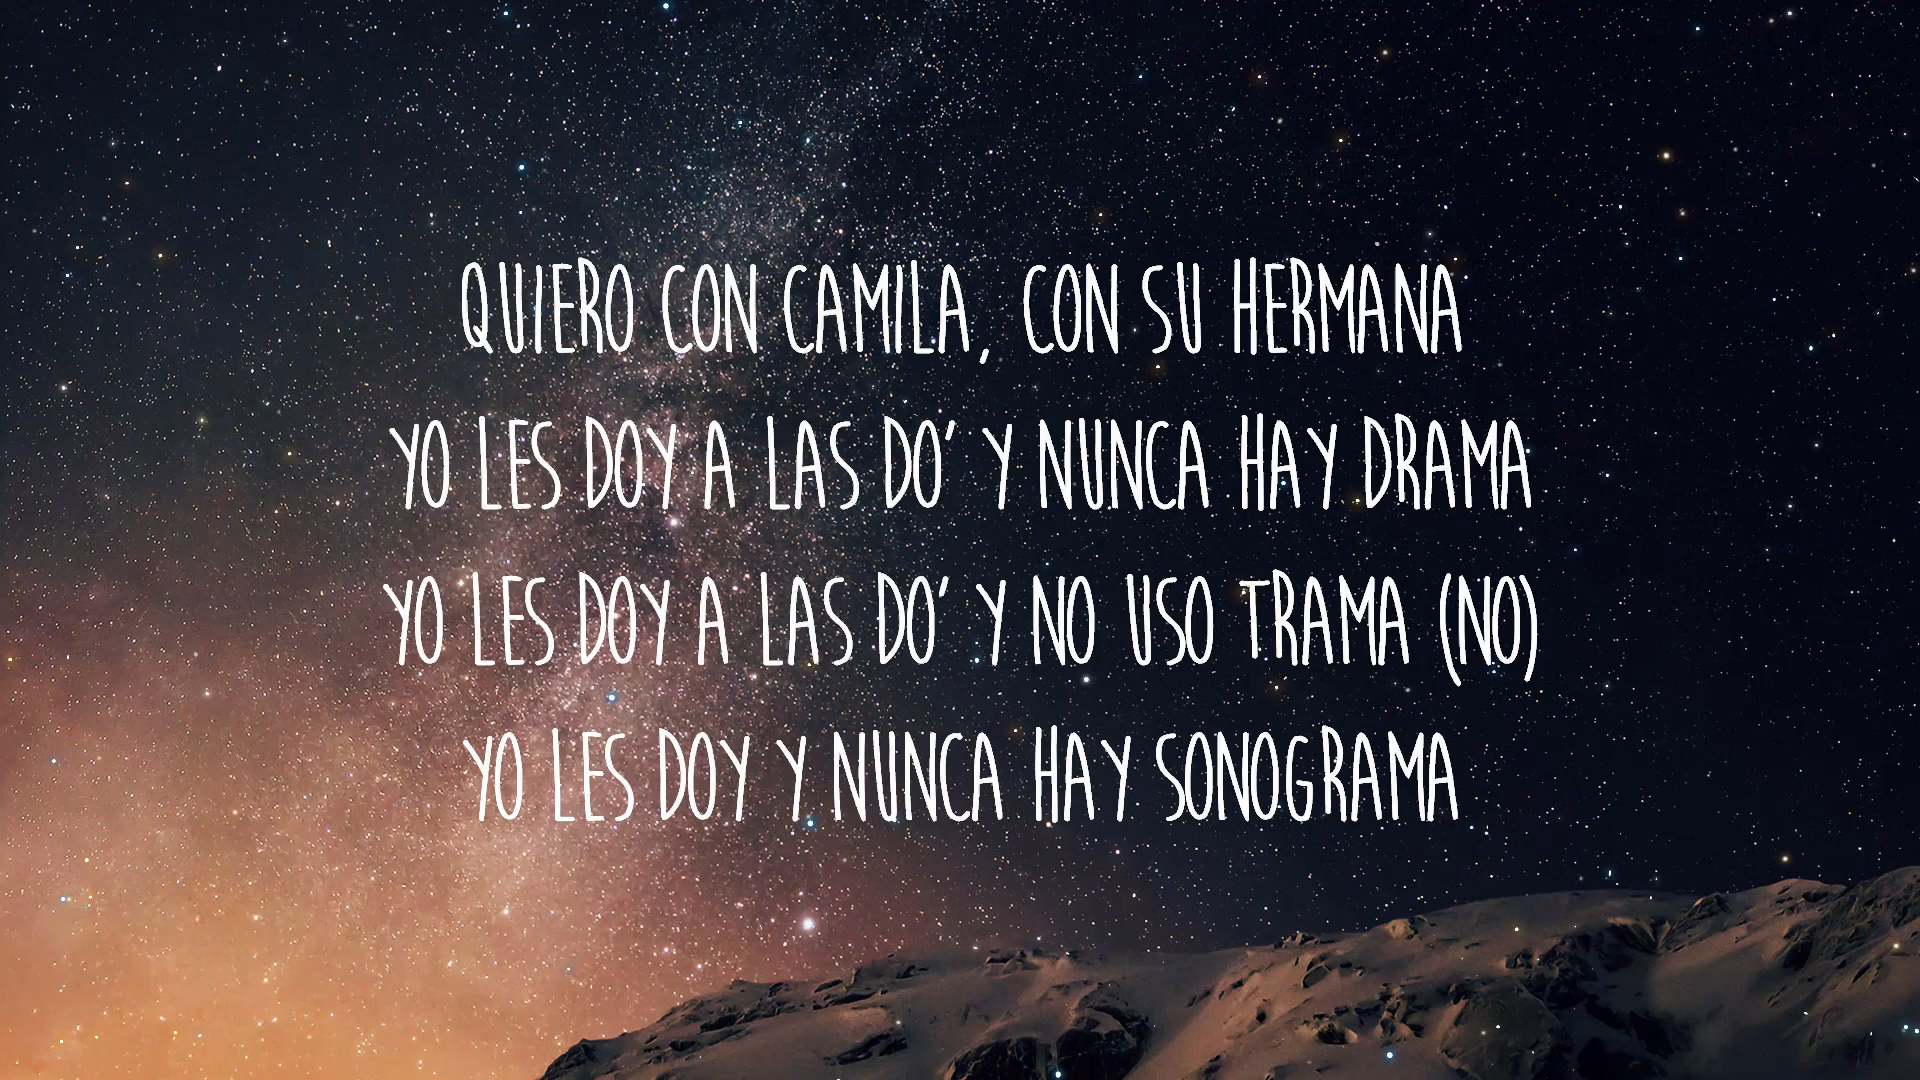 QUIERO CON CAMILA, CON SU HERMANA
YO LES DOY A LAS DO' Y NUNCA HAY DRAMA
YO LES DOY A LAS DO' Y NO USO TRAMA (NO)
YO LES DOY Y NUNCA HAY SONOGRAMA